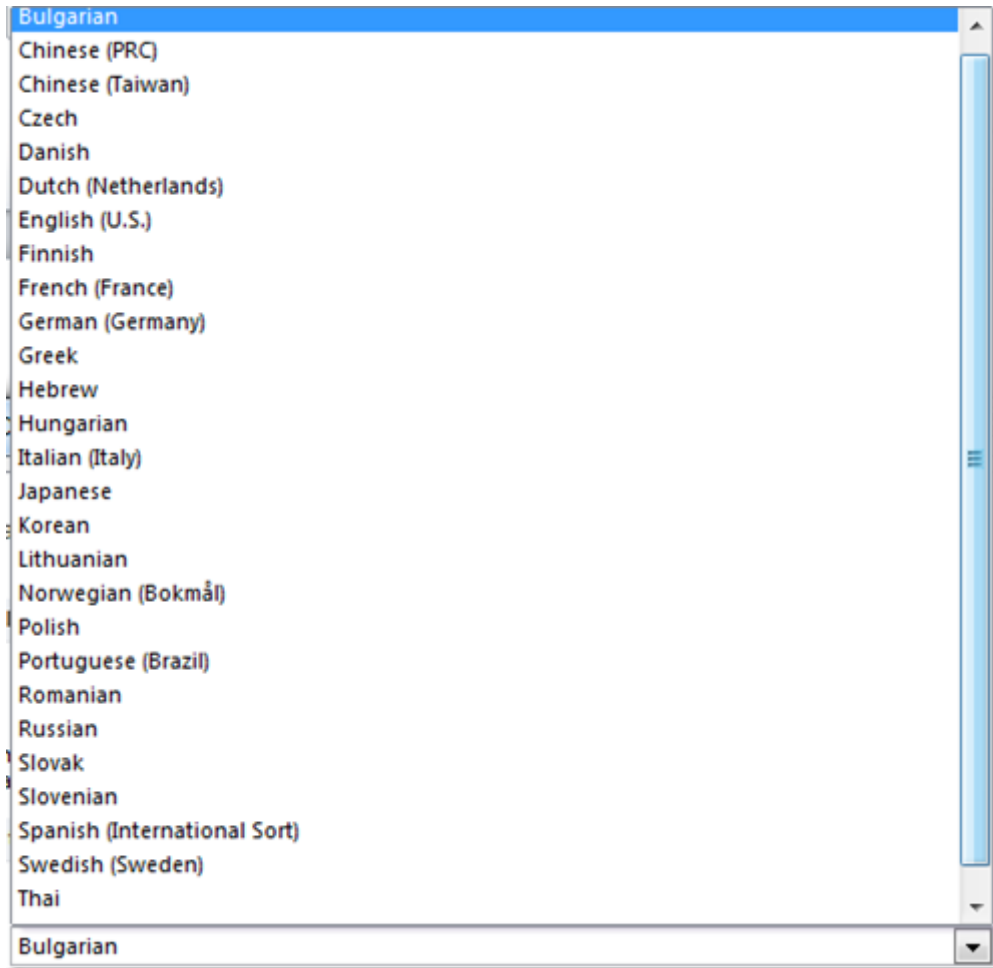 Bulgarian
Chinese (PRC)
Chinese (Taiwan)
Czech
Danish
Dutch (Netherlands)
English (U.S.)
Finnish
French (France)
German (Germany)
Greek
Hebrew
Hungarian
Italian (Italy)
Japanese
Korean
Lithuanian
Norwegian (Bokmål)
Polish
Portuguese (Brazil)
Romanian
Russian
Slovak
Slovenian
Spanish (International Sort)
Swedish (Sweden)
Thai
Bulgarian